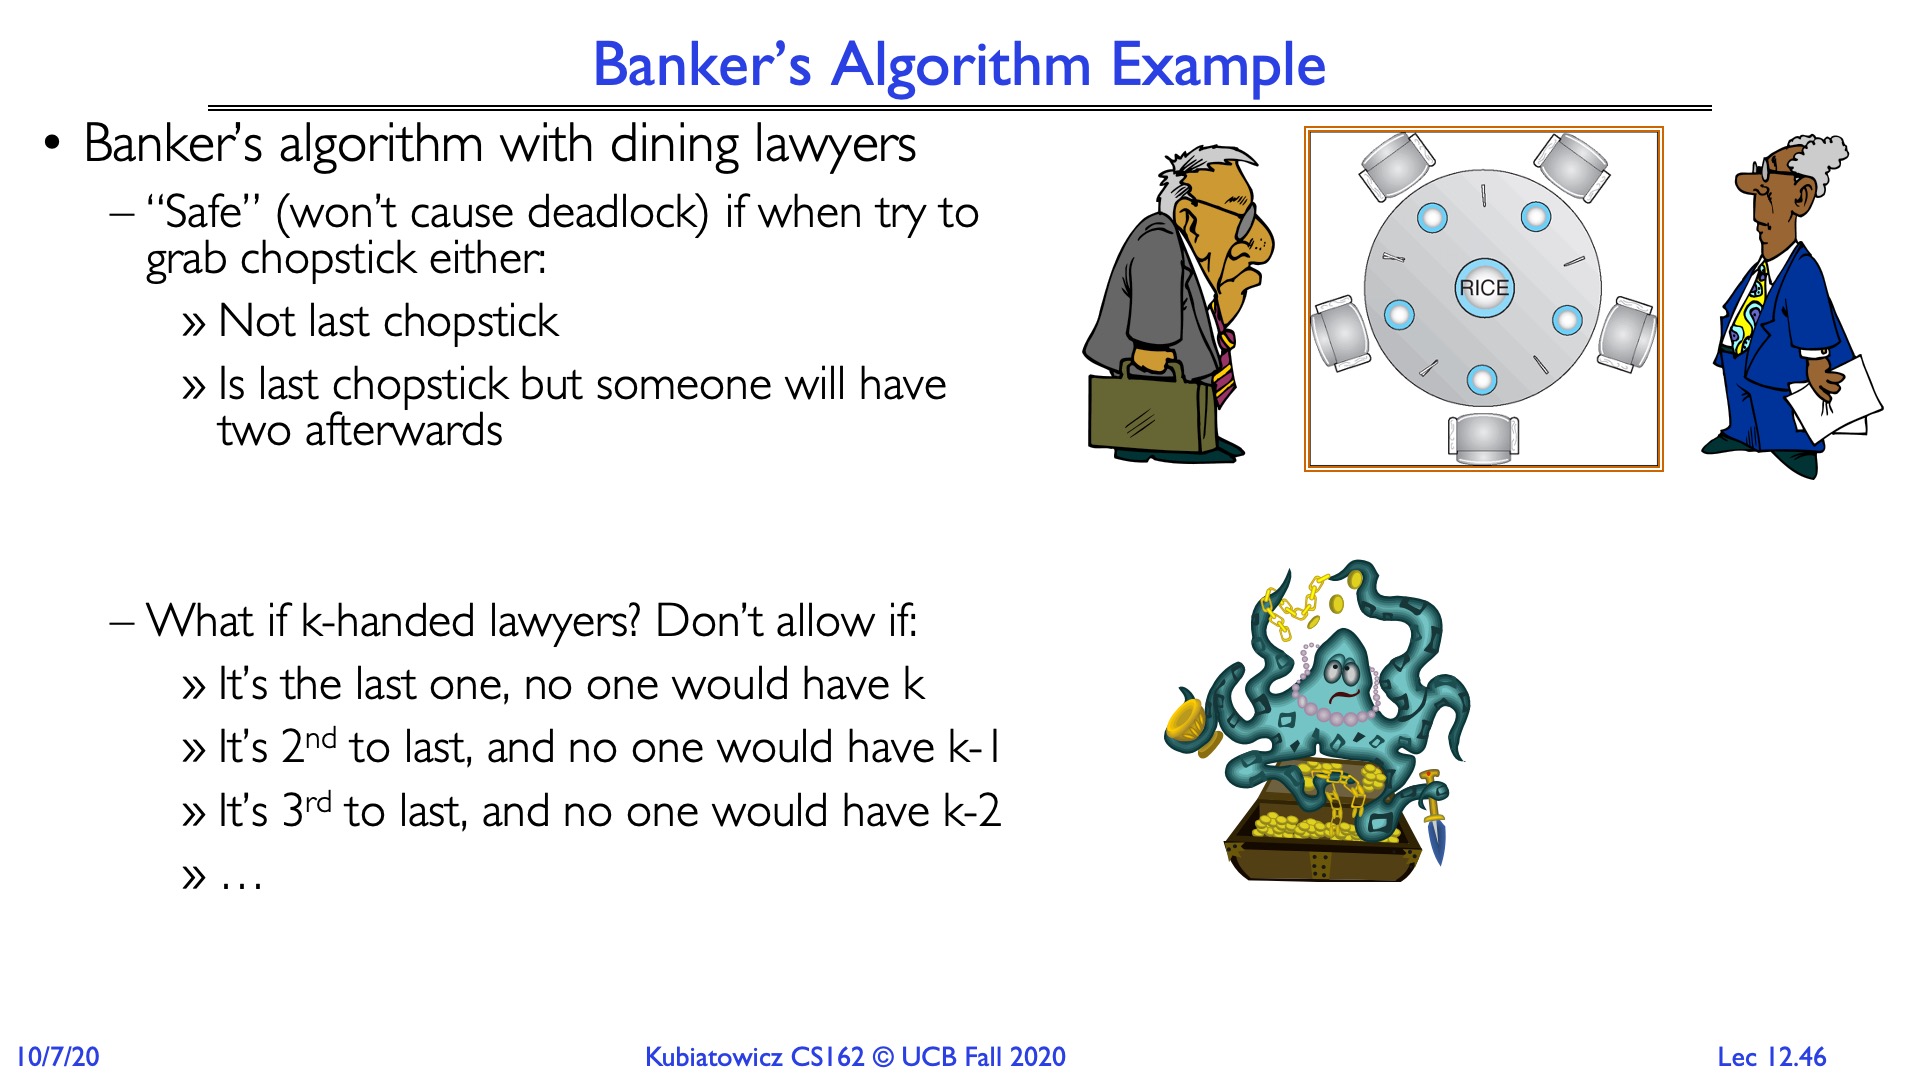 Banker's Algorithm Example
• Banker's algorithm with dining lawyers
– “Safe” (won't cause deadlock) if when try to
grab chopstick either:
» Not last chopstick
» Is last chopstick but someone will have
two afterwards
RICE
– What if k-handed lawyers? Don't allow if:
» It's the last one, no one would have k
» It's 2nd to last, and no one would have k-1
» It's 3rd to last, and no one would have k-2
» …
10/7/20
Kubiatowicz CS162 © UCB Fall 2020
Lec 12.46